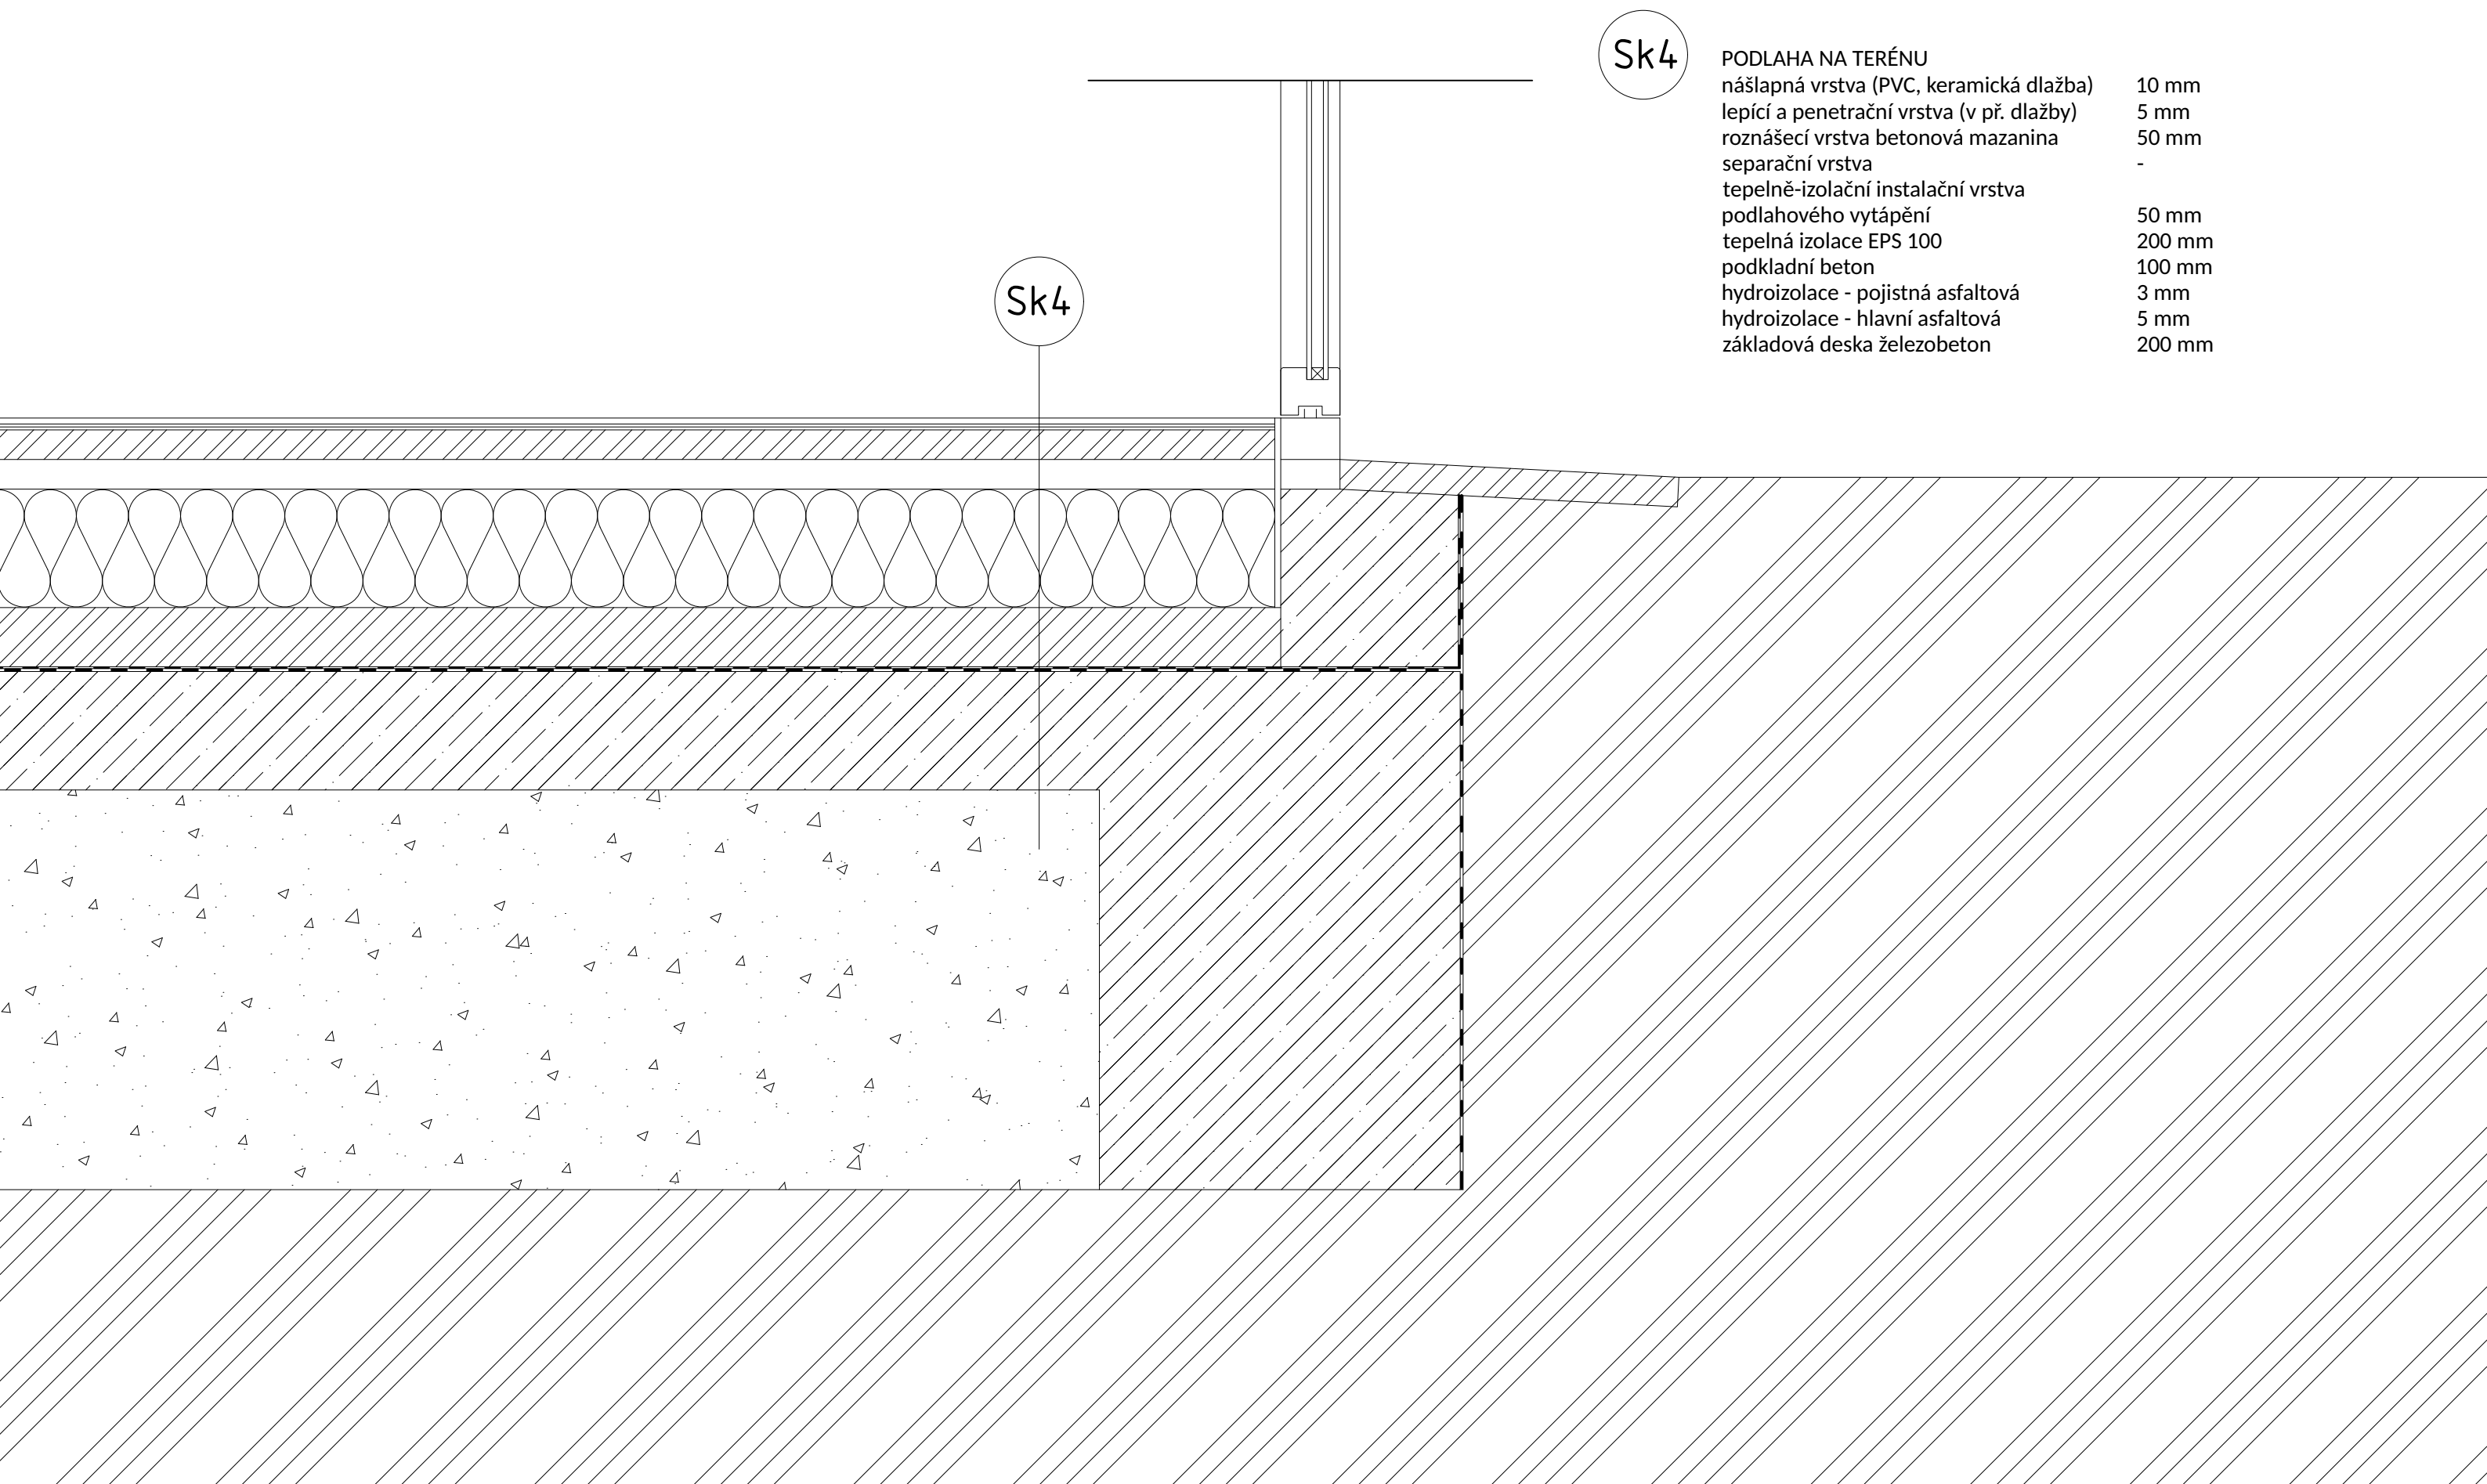 Sk4
PODLAHA NA TERÉNU
nášlapná vrstva (PVC, keramická dlažba) 10 mm
lepící a penetrační vrstva (v př. dlažby) 5 mm
roznášecí vrstva betonová mazanina 50 mm
separační vrstva -
tepelně-izolační instalační vrstva
podlahového vytápění 50 mm
tepelná izolace EPS 100 200 mm
podkladní beton 100 mm
hydroizolace - pojistná asfaltová 3 mm
hydroizolace - hlavní asfaltová 5 mm
základová deska železobeton 200 mm
Sk4